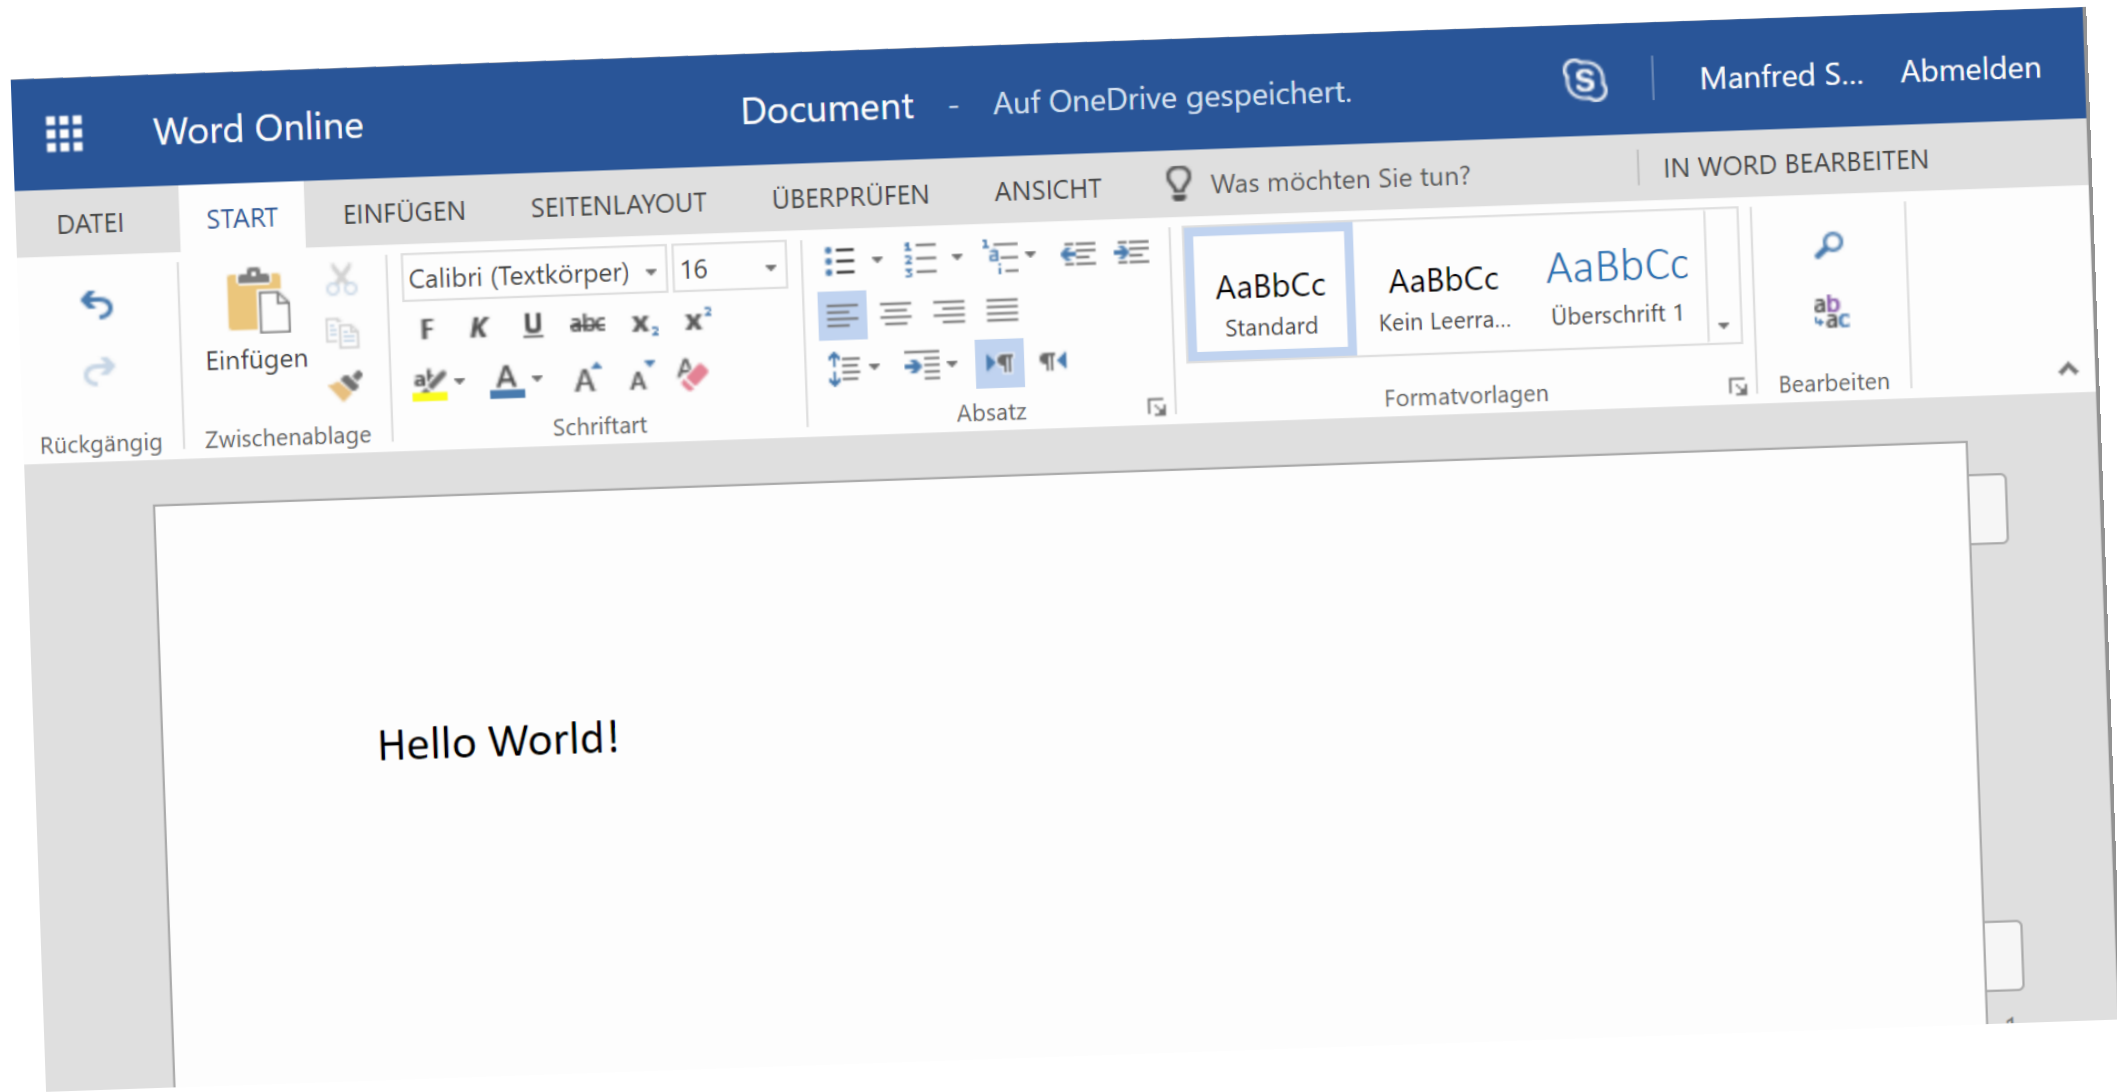 Word Online
Document - Auf OneDrive gespeichert.
Manfred S... Abmelden
DATEI START EINFÜGEN SEITENLAYOUT ÜBERPRÜFEN ANSICHT Was möchten Sie tun? IN WORD BEARBEITEN
Einfügen
Calibri (Textkörper) 16
F K U abc x₂ x²
AaBbCc AaBbCc AaBbCc
Standard Kein Leerra... Überschrift 1
Rückgängig Zwischenablage Schriftart Absatz Formatvorlagen Bearbeiten
Hello World!